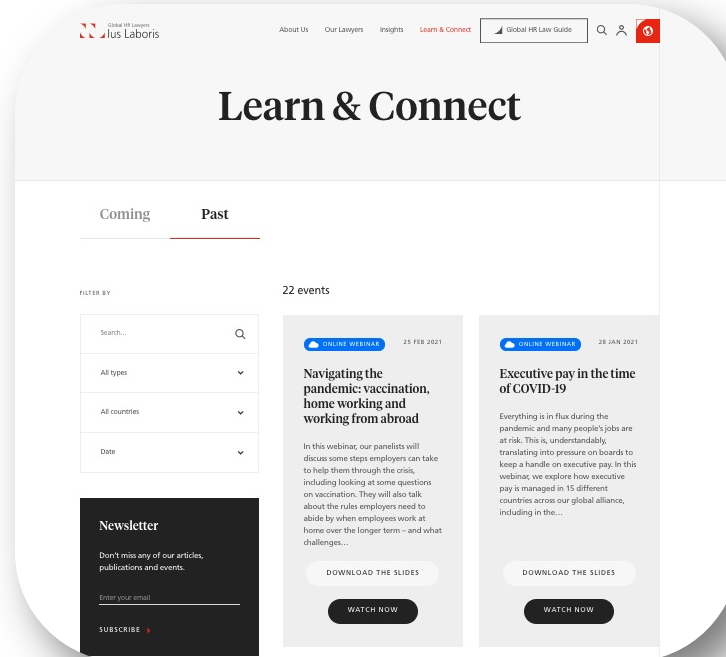 Global HR Lawyers
Ius Laboris
About Us
Our Lawyers
Insights
Learn & Connect
Global HR Law Guide
Learn & Connect
Coming
Past
FILTER BY
Search...
All types
All countries
Date
Newsletter
Don't miss any of our articles,
publications and events.
Enter your email
SUBSCRIBE
22 events
ONLINE WEBINAR
25 FEB 2021
Navigating the
pandemic: vaccination,
home working and
working from abroad
In this webinar, our panelists will
discuss some steps employers can take
to help them through the crisis,
including looking at some questions
on vaccination. They will also talk
about the rules employers need to
abide by when employees work at
home over the longer term – and what
challenges...
DOWNLOAD THE SLIDES
WATCH NOW
ONLINE WEBINAR
28 JAN 2021
Executive pay in the time
of COVID-19
Everything is in flux during the
pandemic and many people's jobs are
at risk. This is, understandably,
translating into pressure on boards to
keep a handle on executive pay. In this
webinar, we explore how executive
pay is managed in 15 different
countries across our global alliance,
including in the...
DOWNLOAD THE SLIDES
WATCH NOW